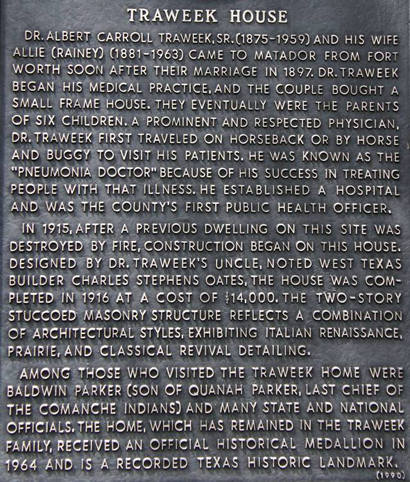 TRAWEEK HOUSE
DR. ALBERT CARROLL TRAWEEK, SR. (1875-1959) AND HIS WIFE
ALLIE (RAINEY) (1881-1963) CAME TO MATADOR FROM FORT
WORTH SOON AFTER THEIR MARRIAGE IN 1897. DR. TRAWEEK
BEGAN HIS MEDICAL PRACTICE, AND THE COUPLE BOUGHT A
SMALL FRAME HOUSE. THEY EVENTUALLY WERE THE PARENTS
OF SIX CHILDREN. A PROMINENT AND RESPECTED PHYSICIAN,
DR. TRAWEEK FIRST TRAVELED ON HORSEBACK OR BY HORSE
AND BUGGY TO VISIT HIS PATIENTS. HE WAS KNOWN AS THE
"PNEUMONIA DOCTOR" BECAUSE OF HIS SUCCESS IN TREATING
PEOPLE WITH THAT ILLNESS. HE ESTABLISHED A HOSPITAL
AND WAS THE COUNTY'S FIRST PUBLIC HEALTH OFFICER.
IN 1915, AFTER A PREVIOUS DWELLING ON THIS SITE WAS
DESTROYED BY FIRE, CONSTRUCTION BEGAN ON THIS HOUSE.
DESIGNED BY DR. TRAWEEK'S UNCLE, NOTED WEST TEXAS
BUILDER CHARLES STEPHENS OATES, THE HOUSE WAS COM-
PLETED IN 1916 AT A COST OF $14,000. THE TWO-STORY
STUCCOED MASONRY STRUCTURE REFLECTS A COMBINATION
OF ARCHITECTURAL STYLES, EXHIBITING ITALIAN RENAISSANCE,
PRAIRIE, AND CLASSICAL REVIVAL DETAILING.
AMONG THOSE WHO VISITED THE TRAWEEK HOME WERE
BALDWIN PARKER (SON OF QUANAH PARKER, LAST CHIEF OF
THE COMANCHE INDIANS) AND MANY STATE AND NATIONAL
OFFICIALS. THE HOME, WHICH HAS REMAINED IN THE TRAWEEK
FAMILY, RECEIVED AN OFFICIAL HISTORICAL MEDALLION IN
1964 AND IS A RECORDED TEXAS HISTORIC LANDMARK.
(1990)